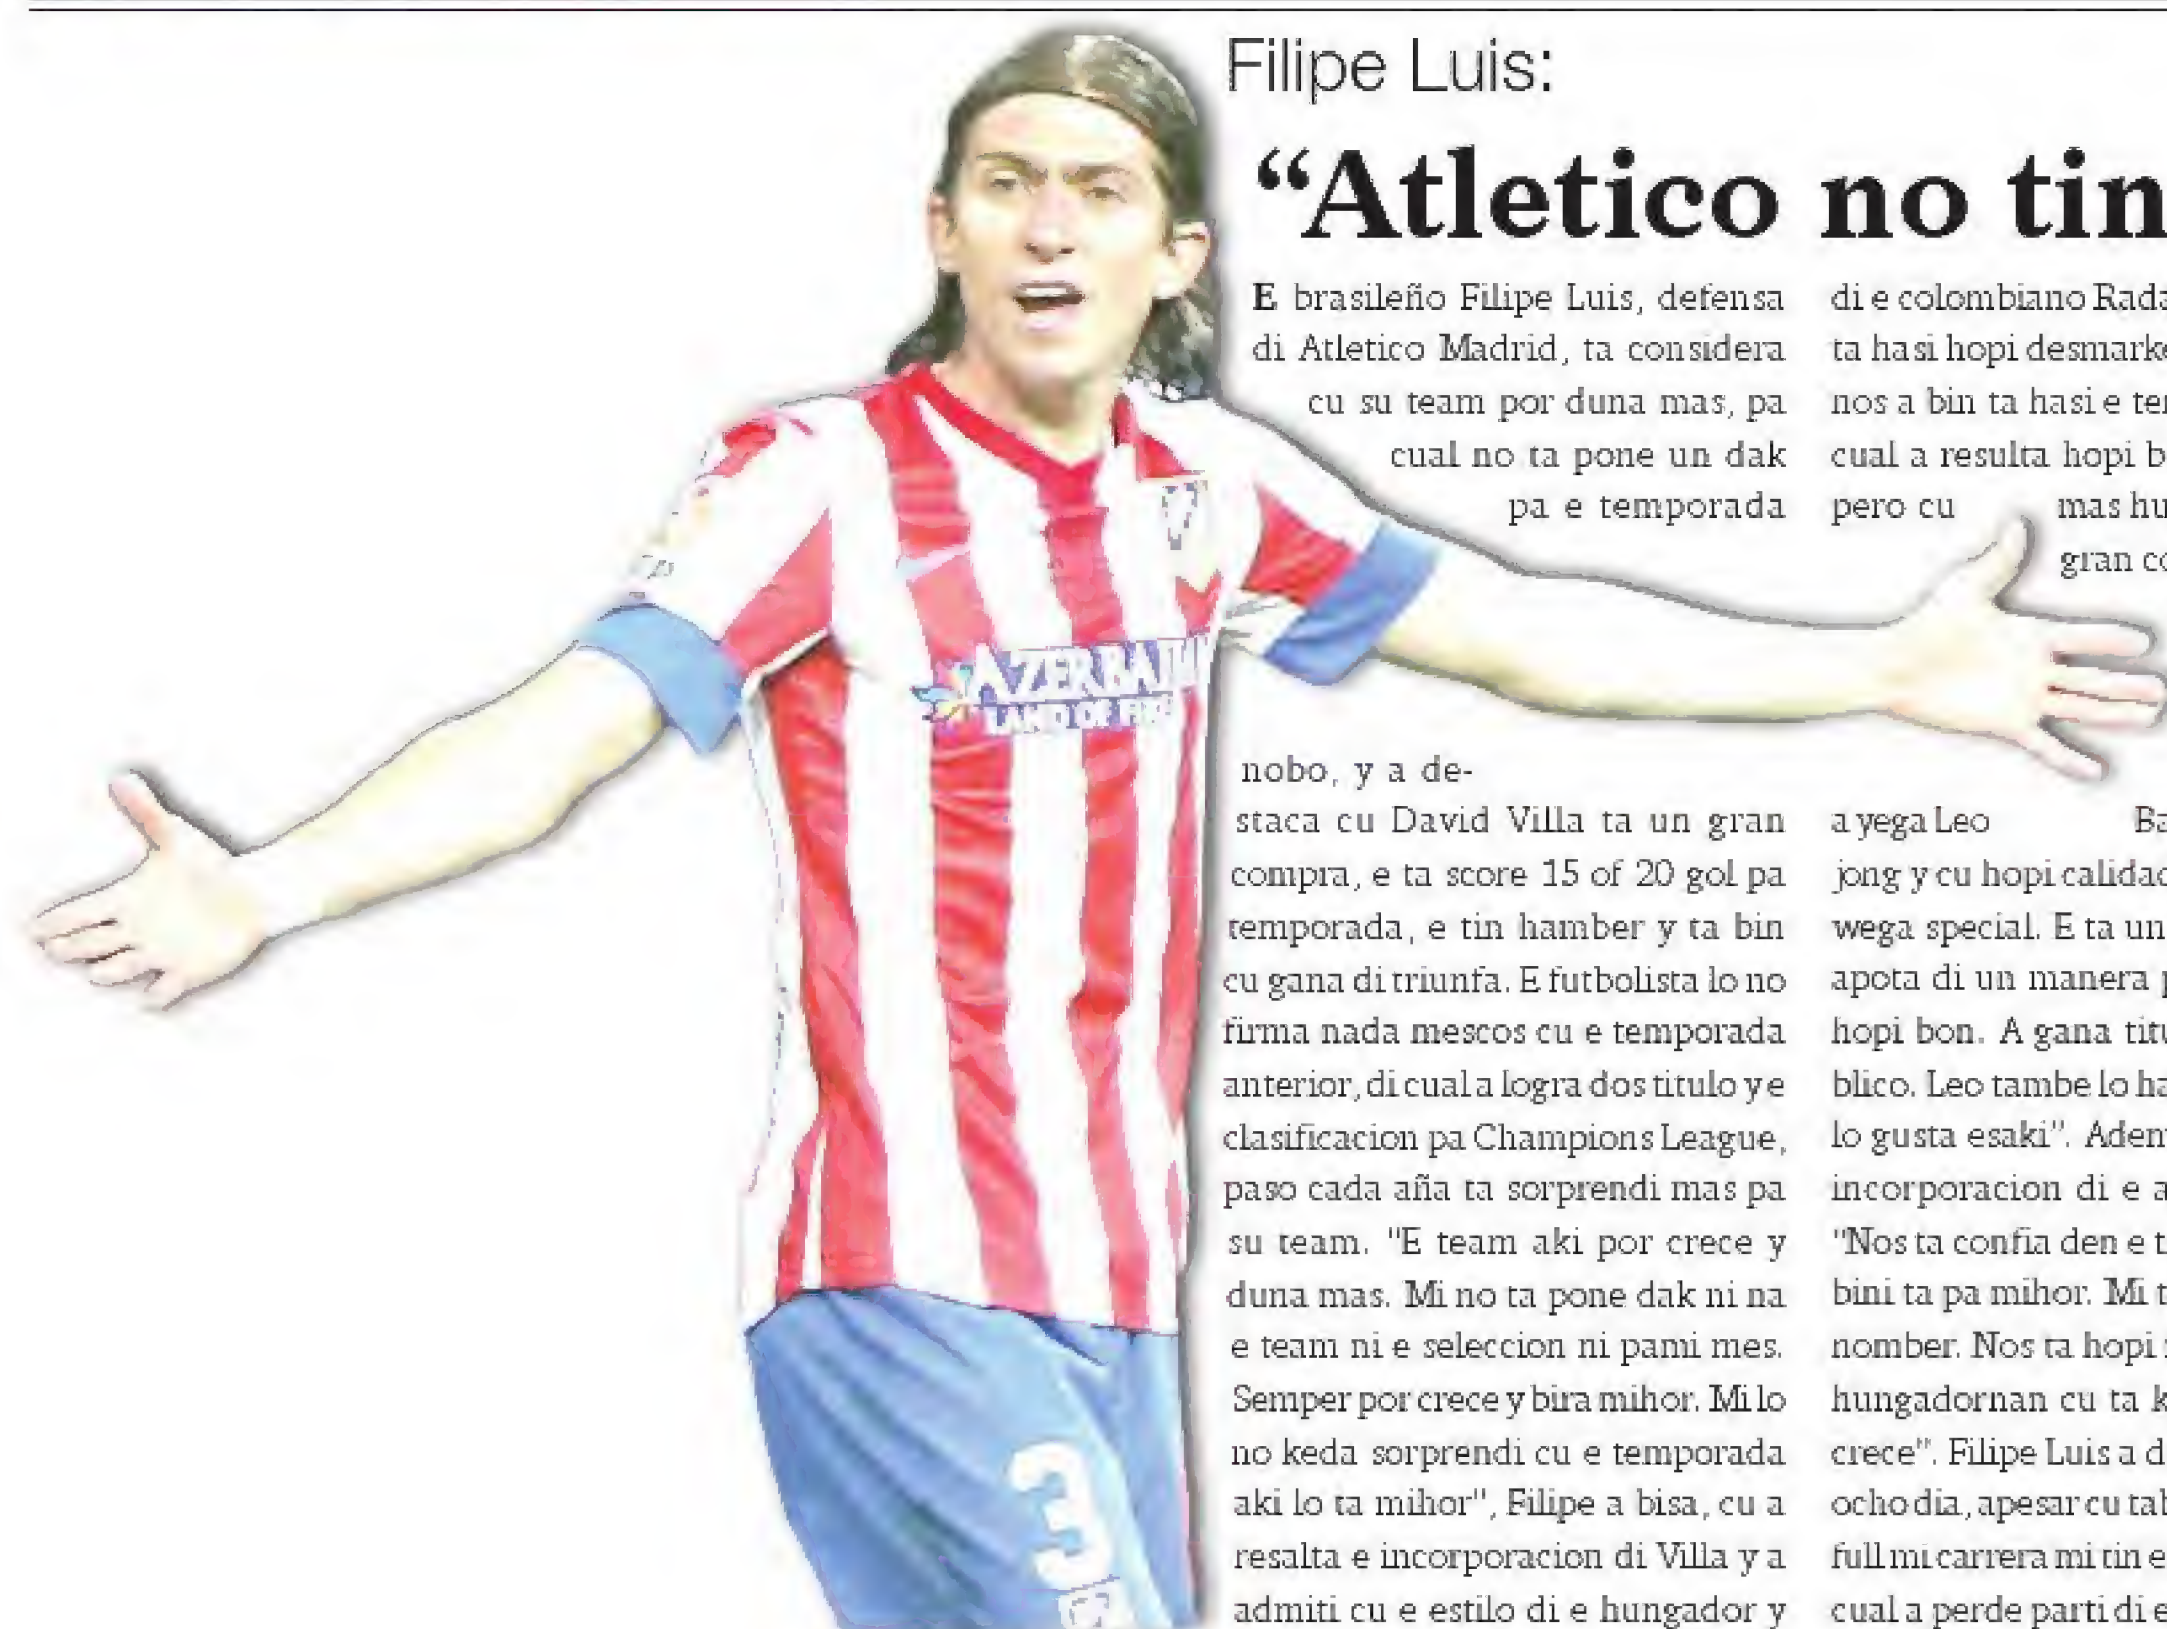 Filipe Luis:
“Atletico no tin
E brasileño Filipe Luis, defensa
di Atletico Madrid, ta considera
cu su team por duna mas, pa
cual no ta pone un dak
pa e temporada
nobo, y a de-
staca cu David Villa ta un gran
compra, e ta score 15 of 20 gol pa
temporada, e tin hamber y ta bin
cu gana di triunfa. E futbolista lo no
firma nada mescos cu e temporada
anterior, di cual a logra dos titulo y e
clasificacion pa Champions League,
paso cada aña ta sorprendi mas pa
su team. "E team aki por crece y
duna mas. Mi no ta pone dak ni na
e team ni e seleccion ni pami mes.
Semper por crece y bira mihor. Mi lo
no keda sorprendi cu e temporada
aki lo ta mihor", Filipe a bisa, cu a
resalta e incorporacion di Villa y a
admiti cu e estilo di e hungador y
di e colombiano Rada
ta hasi hopi desmarke
nos a bin ta hasi e
cual a resulta hopi
pero cu mas
gran
a yega Leo
jong y cu hopi calidad
wega special. E ta un
apota di un manera
hopi bon. A gana
blico. Leo tambe lo
lo gusta esaki".
incorporacion di e
"Nos ta confia den e
bini ta pa mihor. Mi
nomber. Nos ta hopi
hungadornan cu ta
crece". Filipe Luis a
ocho dia, apesar cu
full mi carrera mi tin
cual a perde parti di e
AZERBAIJAN
LAND OF FIRE
3